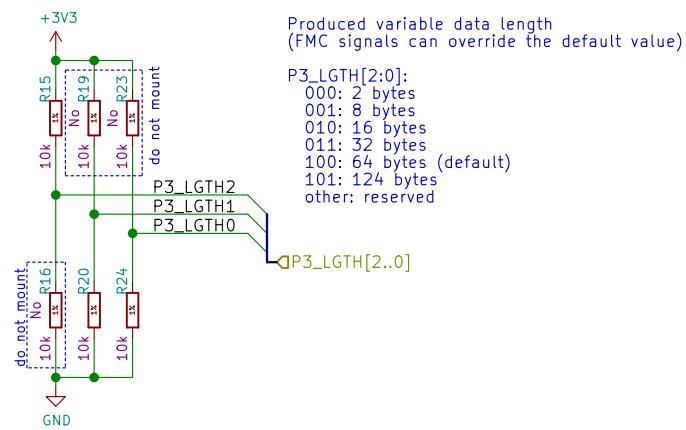 +3V3
Produced variable data length
(FMC signals can override the default value)
P3_LGTH[2:0]:
000: 2 bytes
001: 8 bytes
010: 16 bytes
011: 32 bytes
100: 64 bytes (default)
101: 124 bytes
other: reserved
R15
1%
10k
R19
No
1%
10k
R23
No
1%
10k
do not mount
P3_LGTH2
P3_LGTH1
P3_LGTH0
P3_LGTH[2..0]
do not mount
R16
No
1%
10k
R20
1%
10k
R24
1%
10k
GND